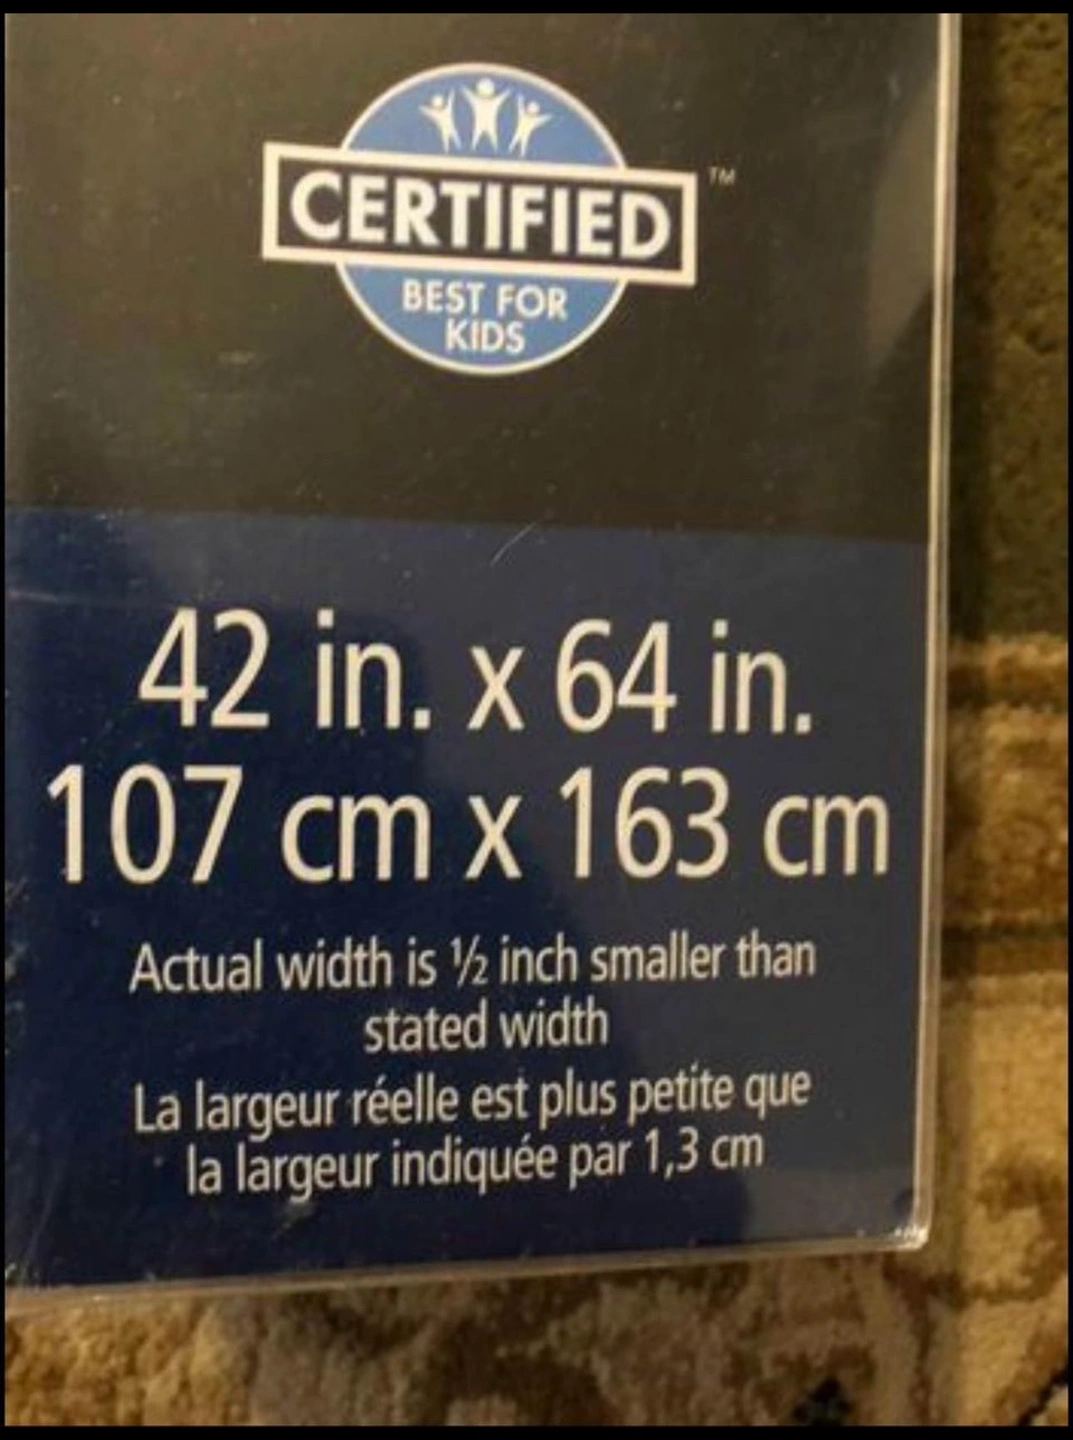 CERTIFIED
™
BEST FOR
KIDS
42 in. x 64 in.
107 cm x 163 cm
Actual width is ½ inch smaller than
stated width
La largeur réelle est plus petite que
la largeur indiquée par 1,3 cm